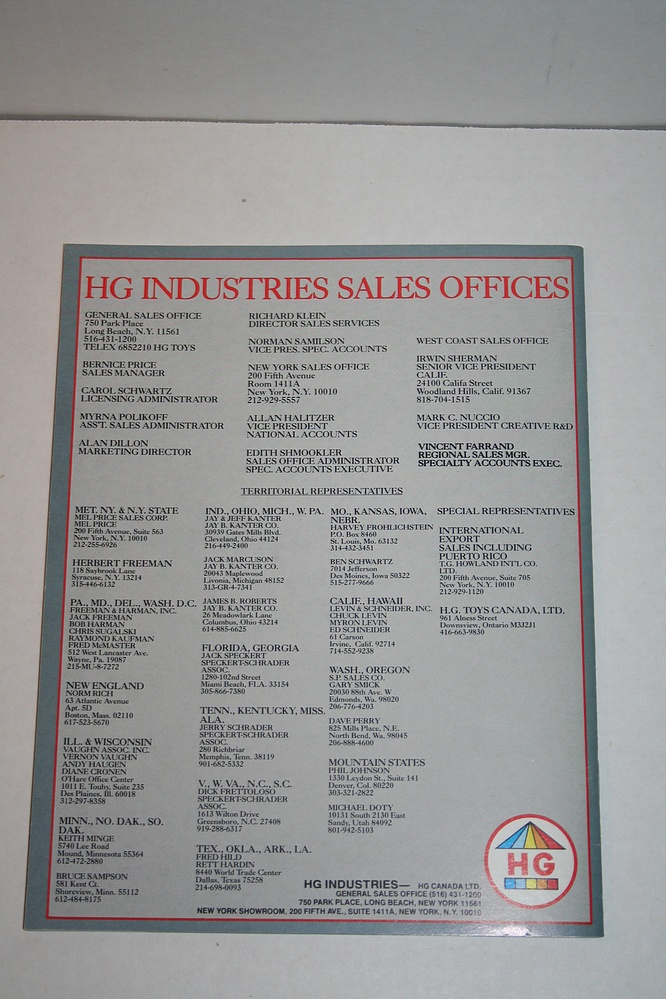 HG INDUSTRIES SALES OFFICES
GENERAL SALES OFFICE
750 Park Place
Long Beach, N.Y. 11561
516-431-1200
TELEX 6852210 HG TOYS
BERNICE PRICE
SALES MANAGER
CAROL SCHWARTZ
LICENSING ADMINISTRATOR
MYRNA POLIKOFF
ASS'T. SALES ADMINISTRATOR
ALAN DILLON
MARKETING DIRECTOR
RICHARD KLEIN
DIRECTOR SALES SERVICES
NORMAN SAMILSON
VICE PRES. SPEC. ACCOUNTS
NEW YORK SALES OFFICE
200 Fifth Avenue
Room 1411A
New York, N.Y. 10010
212-929-5557
ALLAN HALITZER
VICE PRESIDENT
NATIONAL ACCOUNTS
EDITH SHMOOKLER
SALES OFFICE ADMINISTRATOR
SPEC. ACCOUNTS EXECUTIVE
WEST COAST SALES OFFICE
IRWIN SHERMAN
SENIOR VICE PRESIDENT
CALIF.
24100 Califa Street
Woodland Hills, Calif. 91367
818-704-1515
MARK C. NUCCIO
VICE PRESIDENT CREATIVE R&D
VINCENT FARRAND
REGIONAL SALES MGR.
SPECIALTY ACCOUNTS EXEC.
TERRITORIAL REPRESENTATIVES
MET. NY. & N.Y. STATE
MEL PRICE SALES CORP.
MEL PRICE
200 Fifth Avenue, Suite 563
New York, N.Y. 10010
212-255-6926
HERBERT FREEMAN
118 Saybrook Lane
Syracuse, N.Y. 13214
315-446-6132
PA., MD., DEL., WASH. D.C.
FREEMAN & HARMAN, INC.
JACK FREEMAN
BOB HARMAN
CHRIS SUGALSKI
RAYMOND KAUFMAN
FRED McMASTER
512 West Lancaster Ave.
Wayne, Pa. 19087
215-MU-8-7272
NEW ENGLAND
NORM RICH
63 Atlantic Avenue
Apt. 5D
Boston, Mass. 02110
617-523-5670
ILL. & WISCONSIN
VAUGHN ASSOC. INC.
VERNON VAUGHN
ANDY HAUGEN
DIANE CRONEN
O'Hare Office Center
1011 E. Touhy, Suite 235
Des Plaines, Ill. 60018
312-297-8358
MINN., NO. DAK., SO.
DAK.
KEITH MINGE
5740 Lee Road
Mound, Minnesota 55364
612-472-2880
BRUCE SAMPSON
581 Kent Ct.
Shoreview, Minn. 55112
612-484-8175
IND., OHIO, MICH., W. PA.
JAY & JEFF KANTER
JAY B. KANTER CO.
30939 Gates Mills Blvd.
Cleveland, Ohio 44124
216-449-2400
JACK MARCUSON
JAY B. KANTER CO.
20043 Maplewood
Livonia, Michigan 48152
313-GR-4-7341
JAMES B. ROBERTS
JAY B. KANTER CO.
26 Meadowlark Lane
Columbus, Ohio 43214
614-885-6625
FLORIDA, GEORGIA
JACK SPECKERT
SPECKERT-SCHRADER
ASSOC.
1280-102nd Street
Miami Beach, FLA. 33154
305-866-7380
TENN., KENTUCKY, MISS.
ALA.
JERRY SCHRADER
SPECKERT-SCHRADER
ASSOC.
280 Richbriar
Memphis, Tenn. 38119
901-682-5332
V., W. VA., N.C., S.C.
DICK FRETTOLOSO
SPECKERT-SCHRADER
ASSOC.
1613 Wilton Drive
Greensboro, N.C. 27408
919-288-6317
TEX., OKLA., ARK., LA.
FRED HILD
RETT HARDIN
8440 World Trade Center
Dallas, Texas 75258
214-698-0093
MO., KANSAS, IOWA,
NEBR.
HARVEY FROHLICHSTEIN
P.O. Box 8460
St. Louis, Mo. 63132
314-432-3451
BEN SCHWARTZ
7014 Jefferson
Des Moines, Iowa 50322
515-277-9666
CALIF., HAWAII
LEVIN & SCHNEIDER, INC.
CHUCK LEVIN
MYRON LEVIN
ED SCHNEIDER
61 Carson
Irvine, Calif. 92714
714-552-9238
WASH., OREGON
S.P. SALES CO.
GARY SMICK
20030 88th Ave. W
Edmonds, Wa. 98020
206-776-4203
DAVE PERRY
825 Mills Place, N.E.
North Bend, Wa. 98045
206-888-4600
MOUNTAIN STATES
PHIL JOHNSON
1330 Leydon St., Suite 141
Denver, Col. 80220
303-321-2822
MICHAEL DOTY
10131 South 2130 East
Sandy, Utah 84092
801-942-5103
SPECIAL REPRESENTATIVES
INTERNATIONAL
EXPORT
SALES INCLUDING
PUERTO RICO
T.G. HOWLAND INT'L CO.
LTD.
200 Fifth Avenue, Suite 705
New York, N.Y. 10010
212-929-1120
H.G. TOYS CANADA, LTD.
961 Alness Street
Downsview, Ontario M3J2J1
416-663-9830
HG
HG INDUSTRIES— HG CANADA LTD.
GENERAL SALES OFFICE (516) 431-1200
750 PARK PLACE, LONG BEACH, NEW YORK 11561
NEW YORK SHOWROOM, 200 FIFTH AVE., SUITE 1411A, NEW YORK, N.Y. 10010